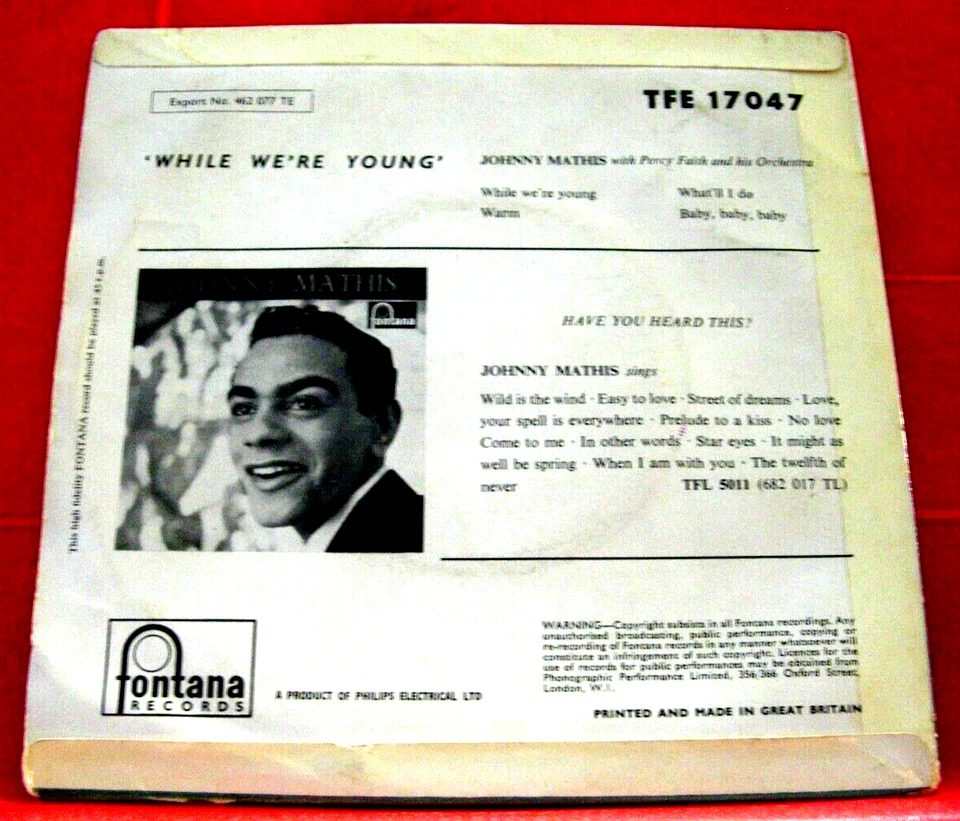 Export No. 462 077 TE
TFE 17047
'WHILE WE'RE YOUNG'
JOHNNY MATHIS with Percy Faith and his Orchestra
While we're young What'll I do
Warm Baby, baby, baby
This high fidelity FONTANA record should be played at 45 r.p.m.
JOHNNY MATHIS
fontana
HAVE YOU HEARD THIS?
JOHNNY MATHIS sings
Wild is the wind · Easy to love · Street of dreams · Love,
your spell is everywhere · Prelude to a kiss · No love
Come to me · In other words · Star eyes · It might as
well be spring · When I am with you · The twelfth of
never TFL 5011 (682 017 TL)
fontana
RECORDS
A PRODUCT OF PHILIPS ELECTRICAL LTD
WARNING—Copyright subsists in all Fontana recordings. Any
unauthorised broadcasting, public performance, copying or
re-recording of Fontana records in any manner whatsoever will
constitute an infringement of such copyright. Licences for the
use of records for public performances may be obtained from
Phonographic Performance Limited, 356/366 Oxford Street,
London, W.1.
PRINTED AND MADE IN GREAT BRITAIN